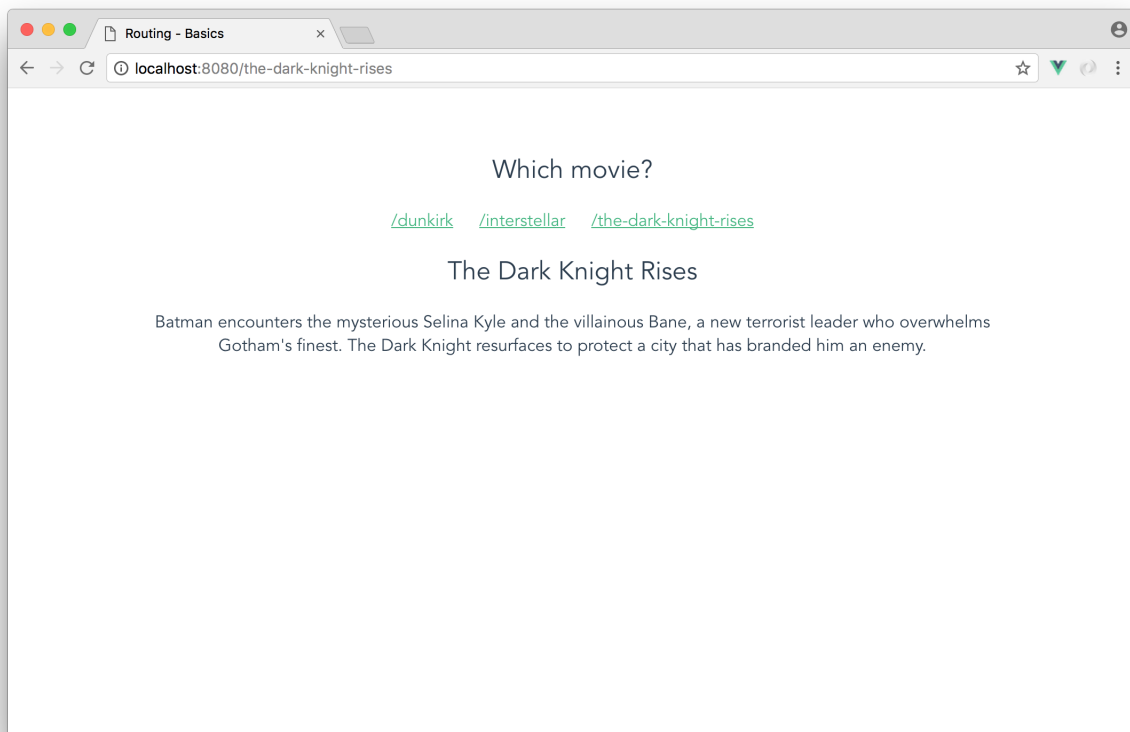 Routing - Basics
localhost:8080/the-dark-knight-rises
Which movie?
/dunkirk /interstellar /the-dark-knight-rises
The Dark Knight Rises
Batman encounters the mysterious Selina Kyle and the villainous Bane, a new terrorist leader who overwhelms
Gotham's finest. The Dark Knight resurfaces to protect a city that has branded him an enemy.